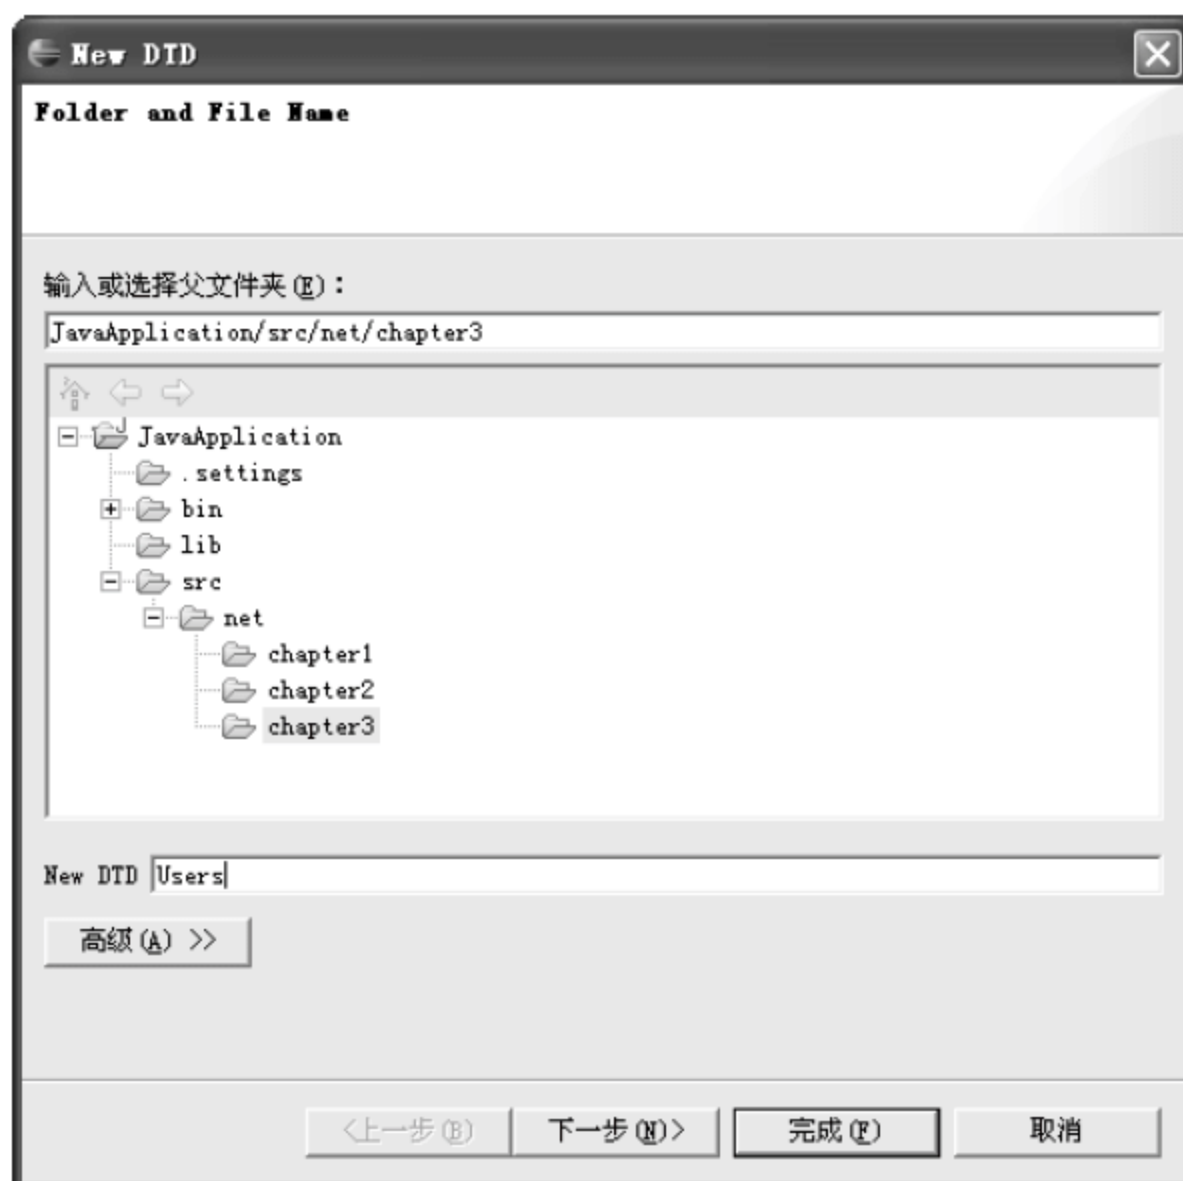 New DTD
Folder and File Name
输入或选择父文件夹(E)：
JavaApplication/src/net/chapter3
JavaApplication
.settings
bin
lib
src
net
chapter1
chapter2
chapter3
New DTD Users
高级(A) >>
<上一步(B) 下一步(N)> 完成(F) 取消